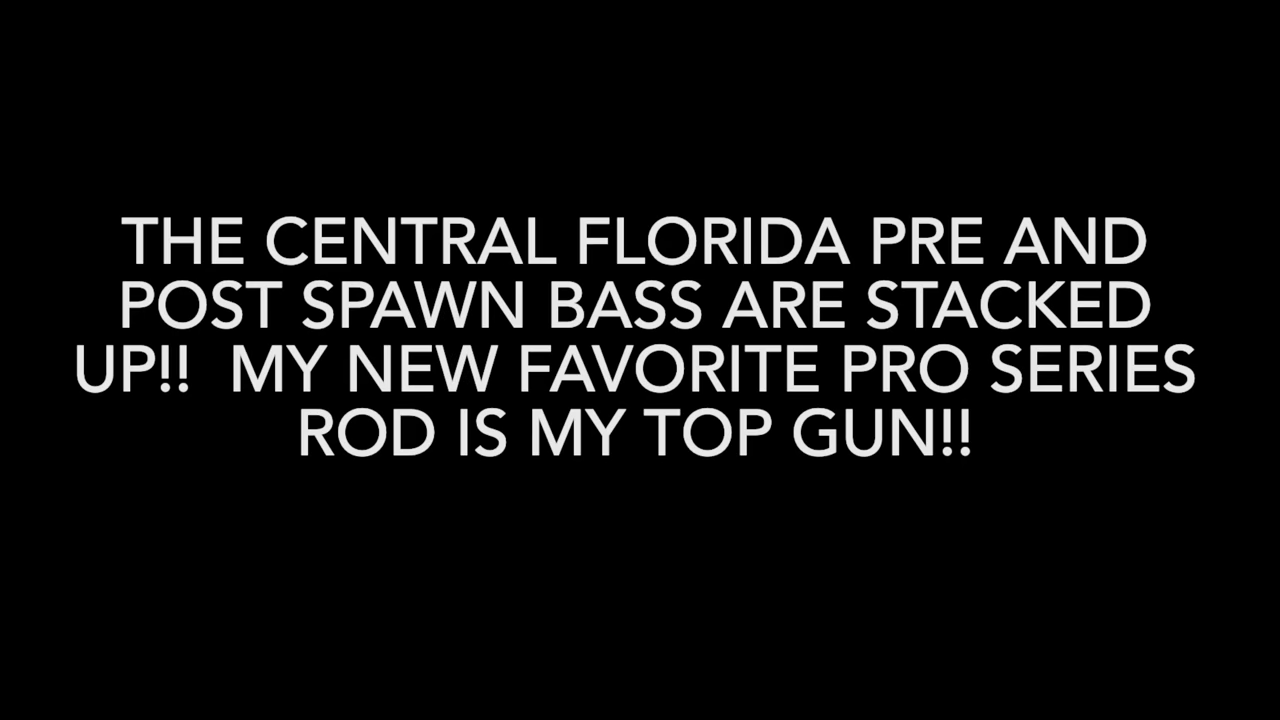 THE CENTRAL FLORIDA PRE AND
POST SPAWN BASS ARE STACKED
UP!!  MY NEW FAVORITE PRO SERIES
ROD IS MY TOP GUN!!